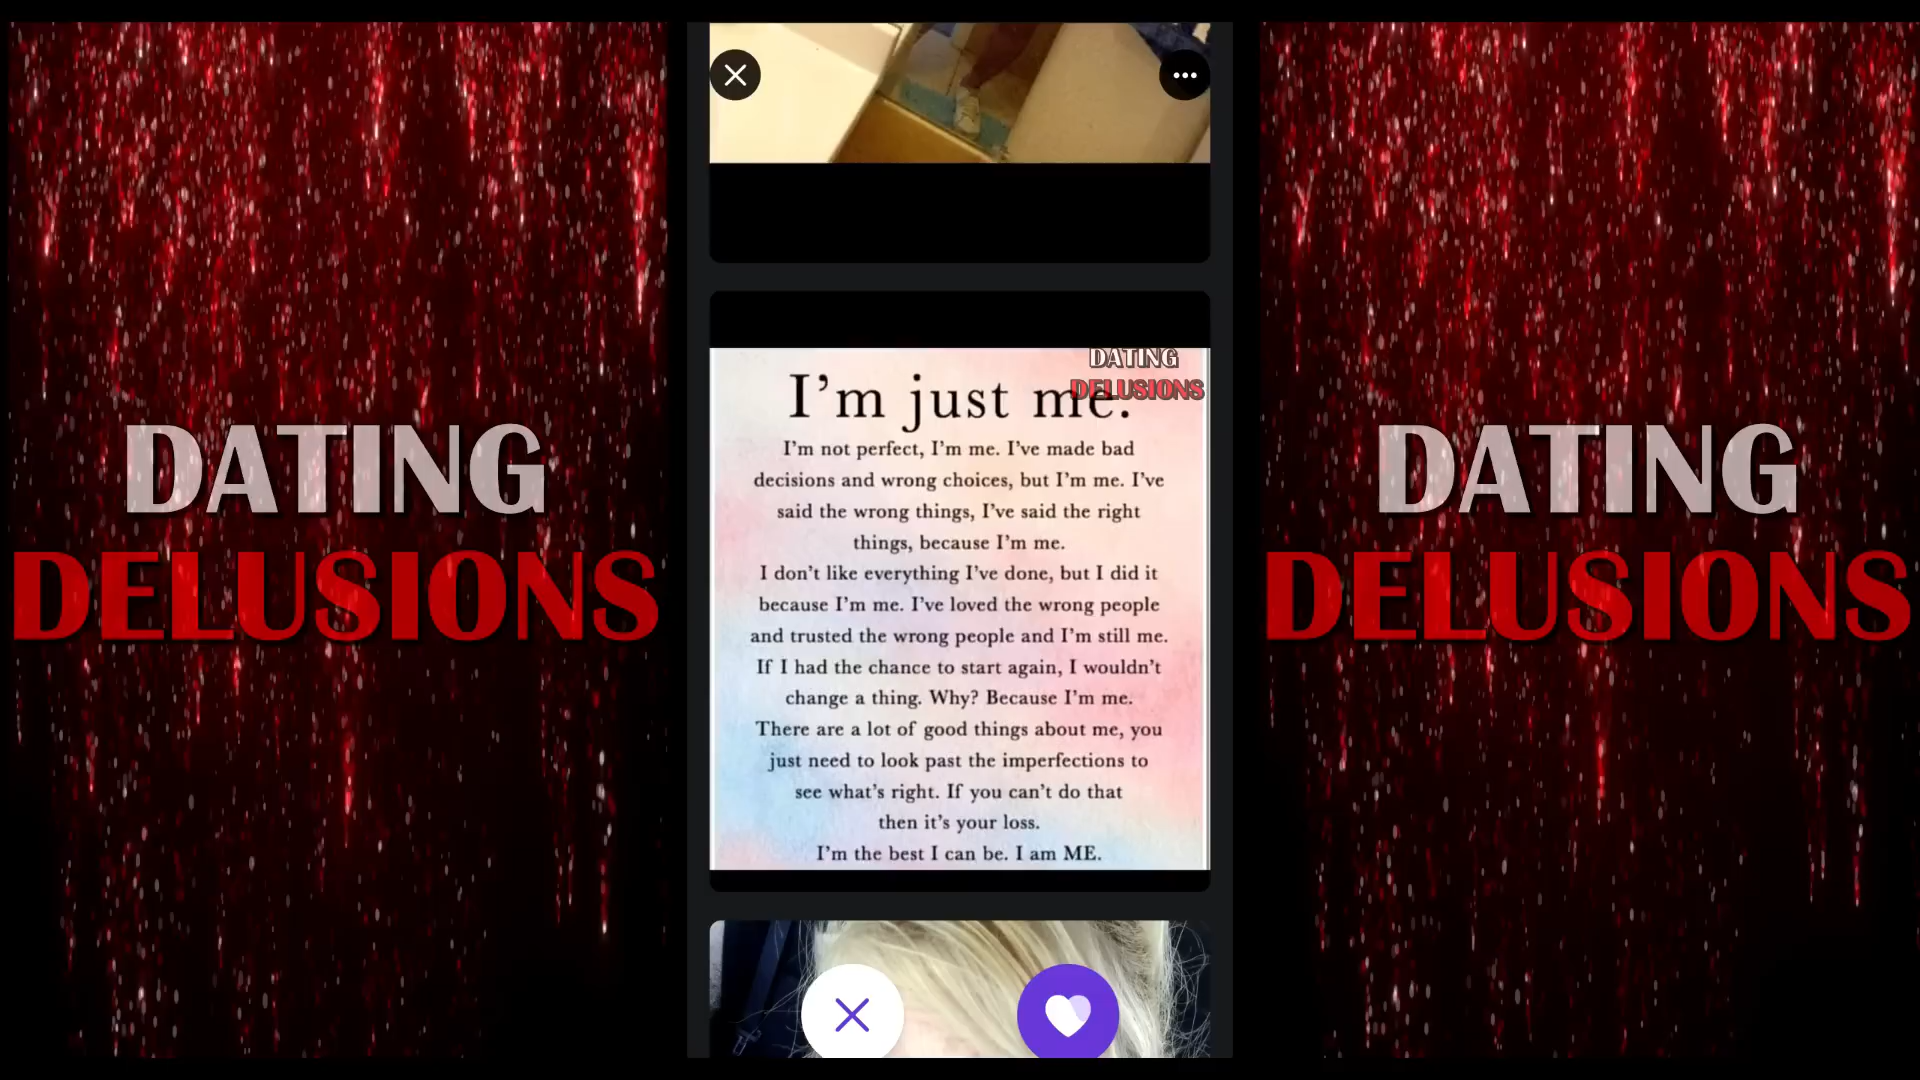 DATING
DELUSIONS
DATING
DELUSIONS
I'm just me.
I'm not perfect, I'm me. I've made bad
decisions and wrong choices, but I'm me. I've
said the wrong things, I've said the right
things, because I'm me.
I don't like everything I've done, but I did it
because I'm me. I've loved the wrong people
and trusted the wrong people and I'm still me.
If I had the chance to start again, I wouldn't
change a thing. Why? Because I'm me.
There are a lot of good things about me, you
just need to look past the imperfections to
see what's right. If you can't do that
then it's your loss.
I'm the best I can be. I am ME.
DATING
DELUSIONS